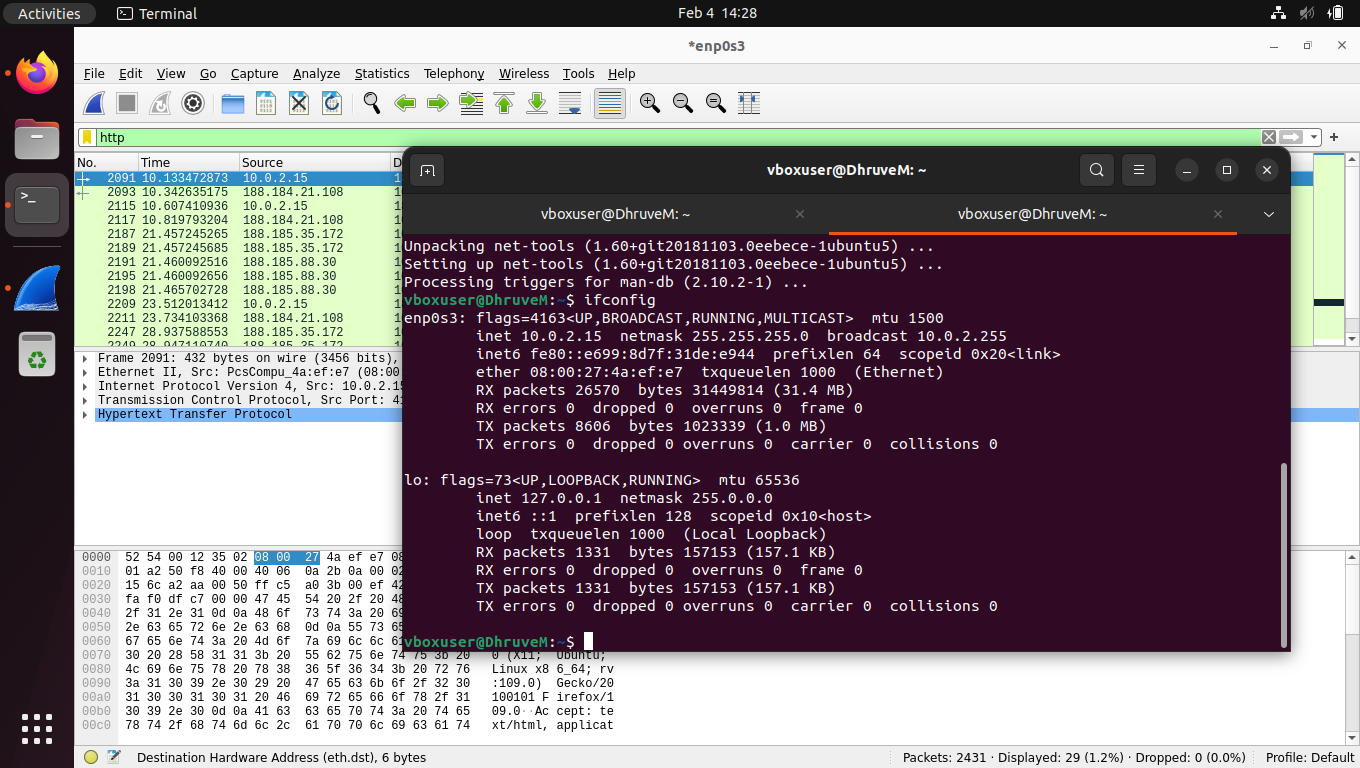 Activities Terminal Feb 4 14:28
*enp0s3
File Edit View Go Capture Analyze Statistics Telephony Wireless Tools Help
http
No. Time Source D
2091 10.133472873 10.0.2.15
2093 10.342635175 188.184.21.108
2115 10.607410936 10.0.2.15
2117 10.819793204 188.184.21.108
2187 21.457245265 188.185.35.172
2189 21.457245685 188.185.35.172
2191 21.460092516 188.185.88.30
2195 21.460092656 188.185.88.30
2198 21.465702728 188.185.88.30
2209 23.512013412 10.0.2.15
2211 23.734103368 188.184.21.108
2247 28.937588553 188.185.35.172
2249 28.947110740 188.185.35.172
Frame 2091: 432 bytes on wire (3456 bits),
Ethernet II, Src: PcsCompu_4a:ef:e7 (08:00
Internet Protocol Version 4, Src: 10.0.2.15
Transmission Control Protocol, Src Port: 41
Hypertext Transfer Protocol
vboxuser@DhruveM: ~
vboxuser@DhruveM: ~ vboxuser@DhruveM: ~
Unpacking net-tools (1.60+git20181103.0eebece-1ubuntu5) ...
Setting up net-tools (1.60+git20181103.0eebece-1ubuntu5) ...
Processing triggers for man-db (2.10.2-1) ...
vboxuser@DhruveM:~$ ifconfig
enp0s3: flags=4163<UP,BROADCAST,RUNNING,MULTICAST> mtu 1500
inet 10.0.2.15 netmask 255.255.255.0 broadcast 10.0.2.255
inet6 fe80::e699:8d7f:31de:e944 prefixlen 64 scopeid 0x20<link>
ether 08:00:27:4a:ef:e7 txqueuelen 1000 (Ethernet)
RX packets 26570 bytes 31449814 (31.4 MB)
RX errors 0 dropped 0 overruns 0 frame 0
TX packets 8606 bytes 1023339 (1.0 MB)
TX errors 0 dropped 0 overruns 0 carrier 0 collisions 0
lo: flags=73<UP,LOOPBACK,RUNNING> mtu 65536
inet 127.0.0.1 netmask 255.0.0.0
inet6 ::1 prefixlen 128 scopeid 0x10<host>
loop txqueuelen 1000 (Local Loopback)
RX packets 1331 bytes 157153 (157.1 KB)
RX errors 0 dropped 0 overruns 0 frame 0
TX packets 1331 bytes 157153 (157.1 KB)
TX errors 0 dropped 0 overruns 0 carrier 0 collisions 0
vboxuser@DhruveM:~$
0000 52 54 00 12 35 02 08 00 27 4a ef e7 08
0010 01 a2 50 f8 40 00 40 06 0a 2b 0a 00 02
0020 15 6c a2 aa 00 50 ff c5 a0 3b 00 ef 42
0030 fa f0 df c7 00 00 47 45 54 20 2f 20 48
0040 2f 31 2e 31 0d 0a 48 6f 73 74 3a 20 69
0050 2e 63 65 72 6e 2e 63 68 0d 0a 55 73 65
0060 67 65 6e 74 3a 20 4d 6f 7a 69 6c 6c 61
0070 30 20 28 58 31 31 3b 20 55 62 75 6e 74 75 3b 20 0 (X11; Ubuntu;
0080 4c 69 6e 75 78 20 78 38 36 5f 36 34 3b 20 72 76 Linux x8 6_64; rv
0090 3a 31 30 39 2e 30 29 20 47 65 63 6b 6f 2f 32 30 :109.0) Gecko/20
00a0 31 30 30 31 30 31 20 46 69 72 65 66 6f 78 2f 31 100101 F irefox/1
00b0 30 39 2e 30 0d 0a 41 63 63 65 70 74 3a 20 74 65 09.0··Ac cept: te
00c0 78 74 2f 68 74 6d 6c 2c 61 70 70 6c 69 63 61 74 xt/html, applicat
Destination Hardware Address (eth.dst), 6 bytes Packets: 2431 · Displayed: 29 (1.2%) · Dropped: 0 (0.0%) Profile: Default